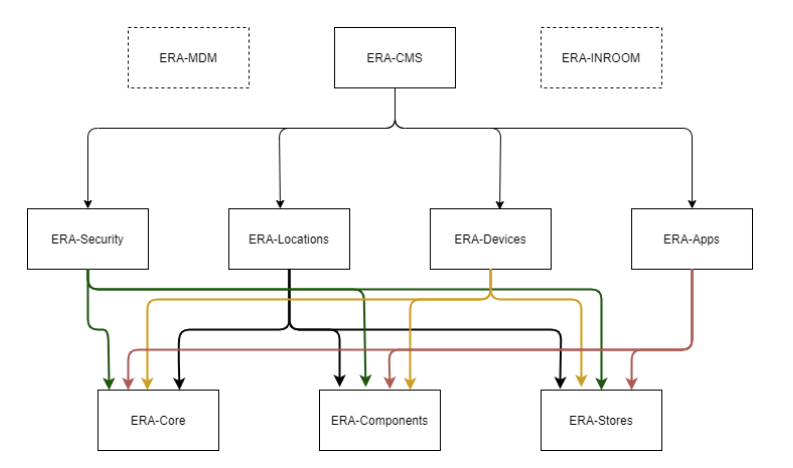 ERA-MDM
ERA-CMS
ERA-INROOM
ERA-Security
ERA-Locations
ERA-Devices
ERA-Apps
ERA-Core
ERA-Components
ERA-Stores